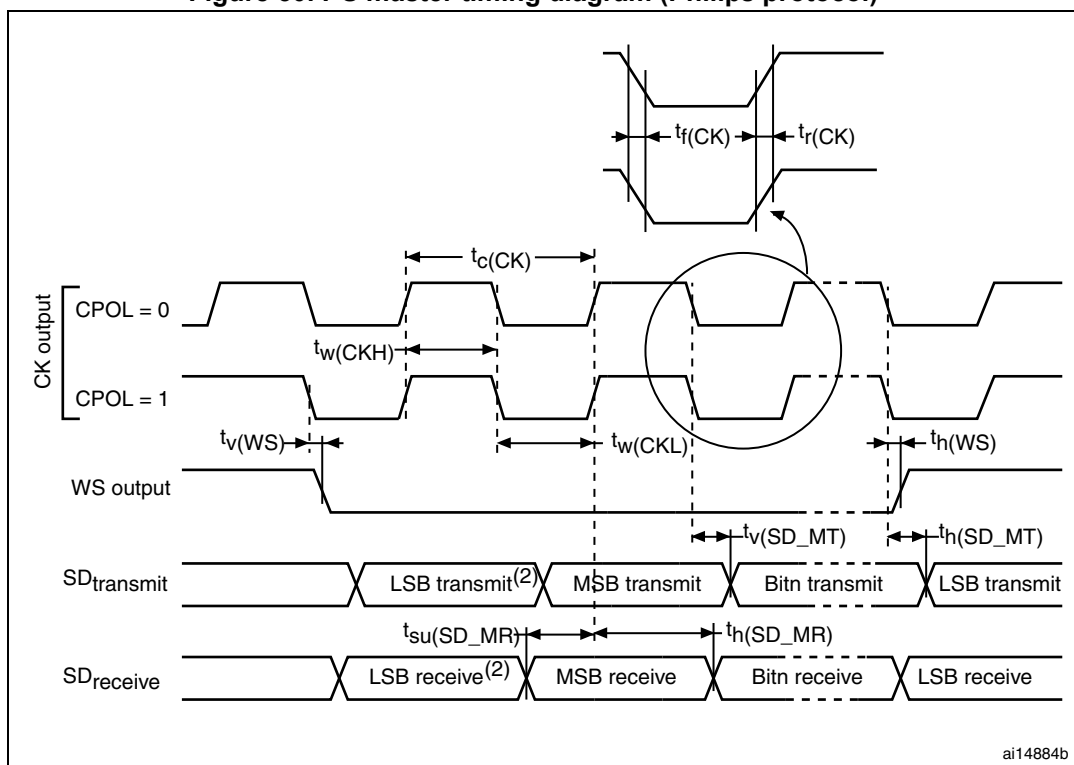 tf(CK)
tr(CK)
tc(CK)
CK output
CPOL = 0
tw(CKH)
CPOL = 1
tv(WS)
tw(CKL)
th(WS)
WS output
tv(SD_MT)
th(SD_MT)
SDtransmit
LSB transmit(2)
MSB transmit
Bitn transmit
LSB transmit
tsu(SD_MR)
th(SD_MR)
SDreceive
LSB receive(2)
MSB receive
Bitn receive
LSB receive
ai14884b